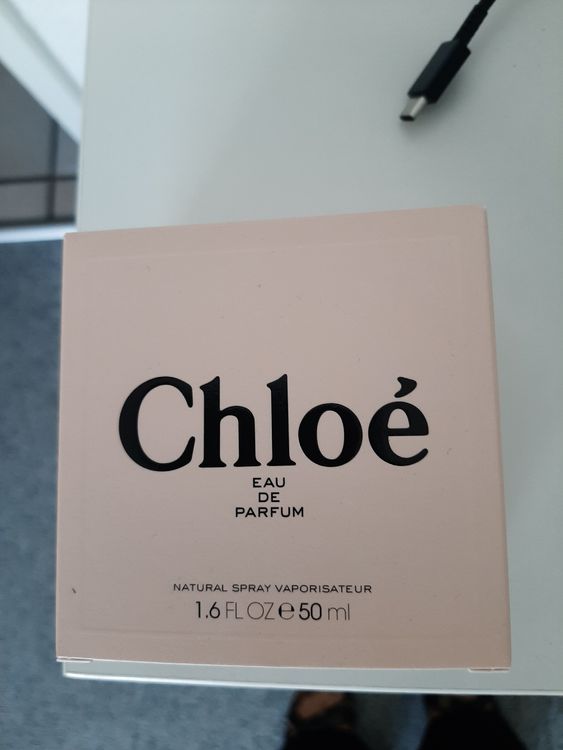 Chloé
EAU
DE
PARFUM
NATURAL SPRAY VAPORISATEUR
1.6 FL OZ ℮ 50 ml